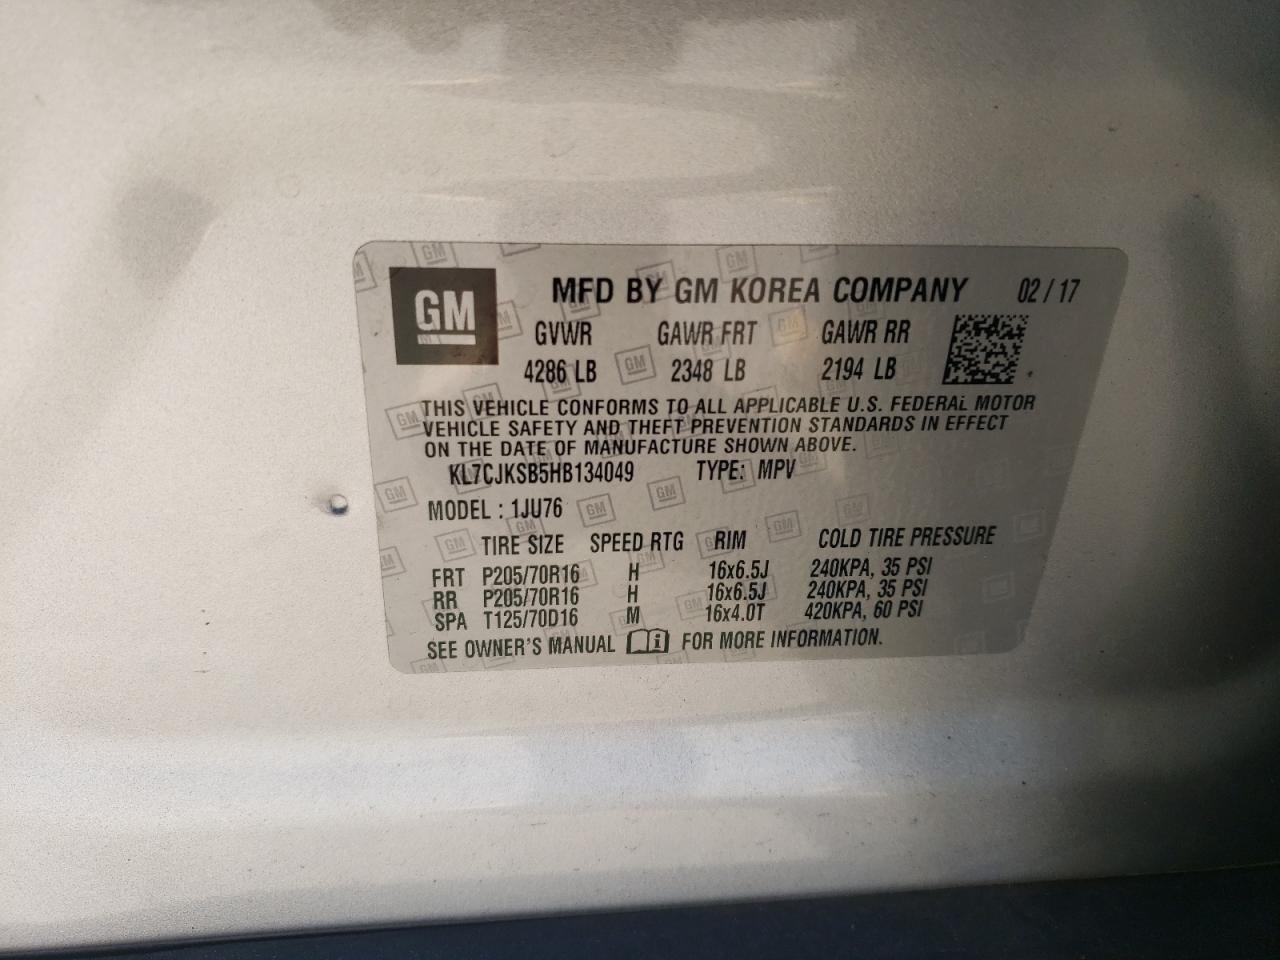 GM
MFD BY GM KOREA COMPANY 02/17
GVWR GAWR FRT GAWR RR
4286 LB 2348 LB 2194 LB
THIS VEHICLE CONFORMS TO ALL APPLICABLE U.S. FEDERAL MOTOR
VEHICLE SAFETY AND THEFT PREVENTION STANDARDS IN EFFECT
ON THE DATE OF MANUFACTURE SHOWN ABOVE.
KL7CJKSB5HB134049 TYPE: MPV
MODEL : 1JU76
TIRE SIZE SPEED RTG RIM COLD TIRE PRESSURE
FRT P205/70R16 H 16x6.5J 240KPA, 35 PSI
RR P205/70R16 H 16x6.5J 240KPA, 35 PSI
SPA T125/70D16 M 16x4.0T 420KPA, 60 PSI
SEE OWNER'S MANUAL FOR MORE INFORMATION.